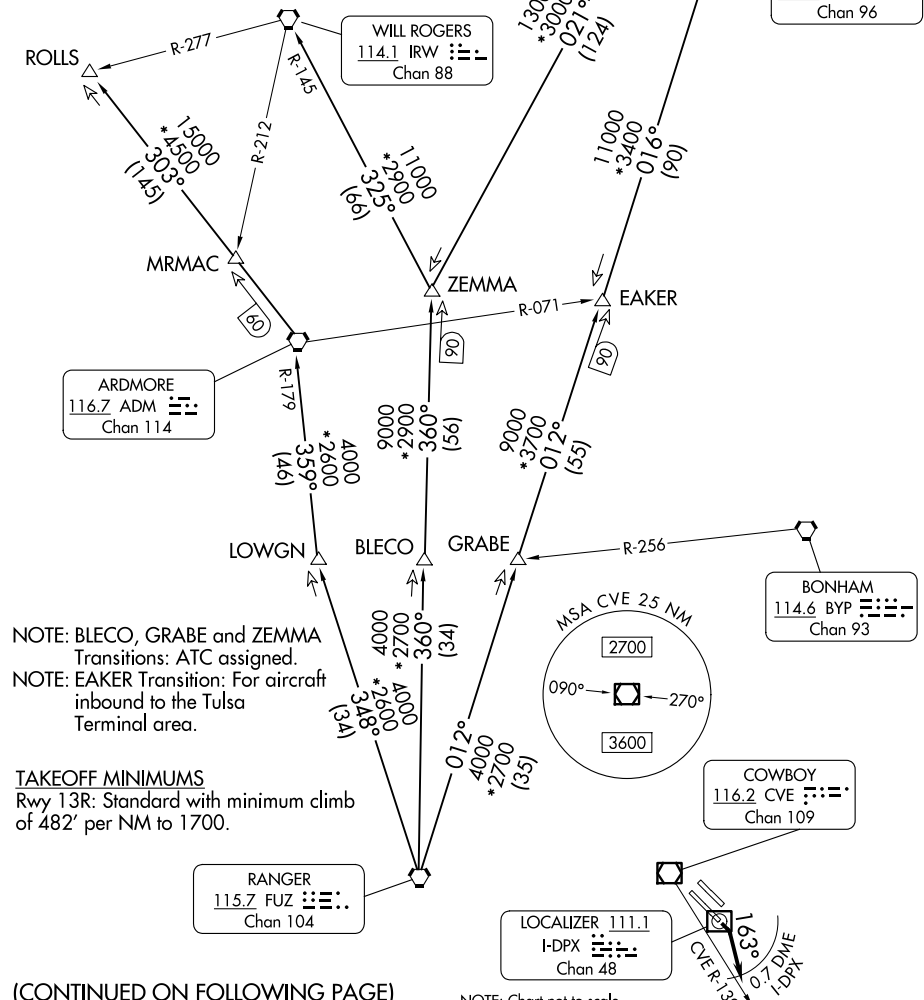 Chan 96
WILL ROGERS
114.1 IRW
Chan 88
ROLLS
R-277
R-145
R-212
*3000
021°
(124)
15000
*4500
303°
(145)
11000
*2900
325°
(66)
11000
*3400
016°
(90)
MRMAC
ZEMMA
EAKER
R-071
60
90
90
ARDMORE
116.7 ADM
Chan 114
R-179
4000
*2600
359°
(46)
9000
*2900
360°
(56)
9000
*3700
012°
(55)
LOWGN
BLECO
GRABE
R-256
BONHAM
114.6 BYP
Chan 93
NOTE: BLECO, GRABE and ZEMMA
Transitions: ATC assigned.
NOTE: EAKER Transition: For aircraft
inbound to the Tulsa
Terminal area.
4000
*2600
348°
(34)
4000
*2700
360°
(34)
012°
4000
*2700
(35)
MSA CVE 25 NM
2700
090°
270°
3600
TAKEOFF MINIMUMS
Rwy 13R: Standard with minimum climb
of 482' per NM to 1700.
COWBOY
116.2 CVE
Chan 109
RANGER
115.7 FUZ
Chan 104
LOCALIZER 111.1
I-DPX
Chan 48
163°
0.7 DME
I-DPX
CVE
(CONTINUED ON FOLLOWING PAGE)
NOTE: Chart not to scale